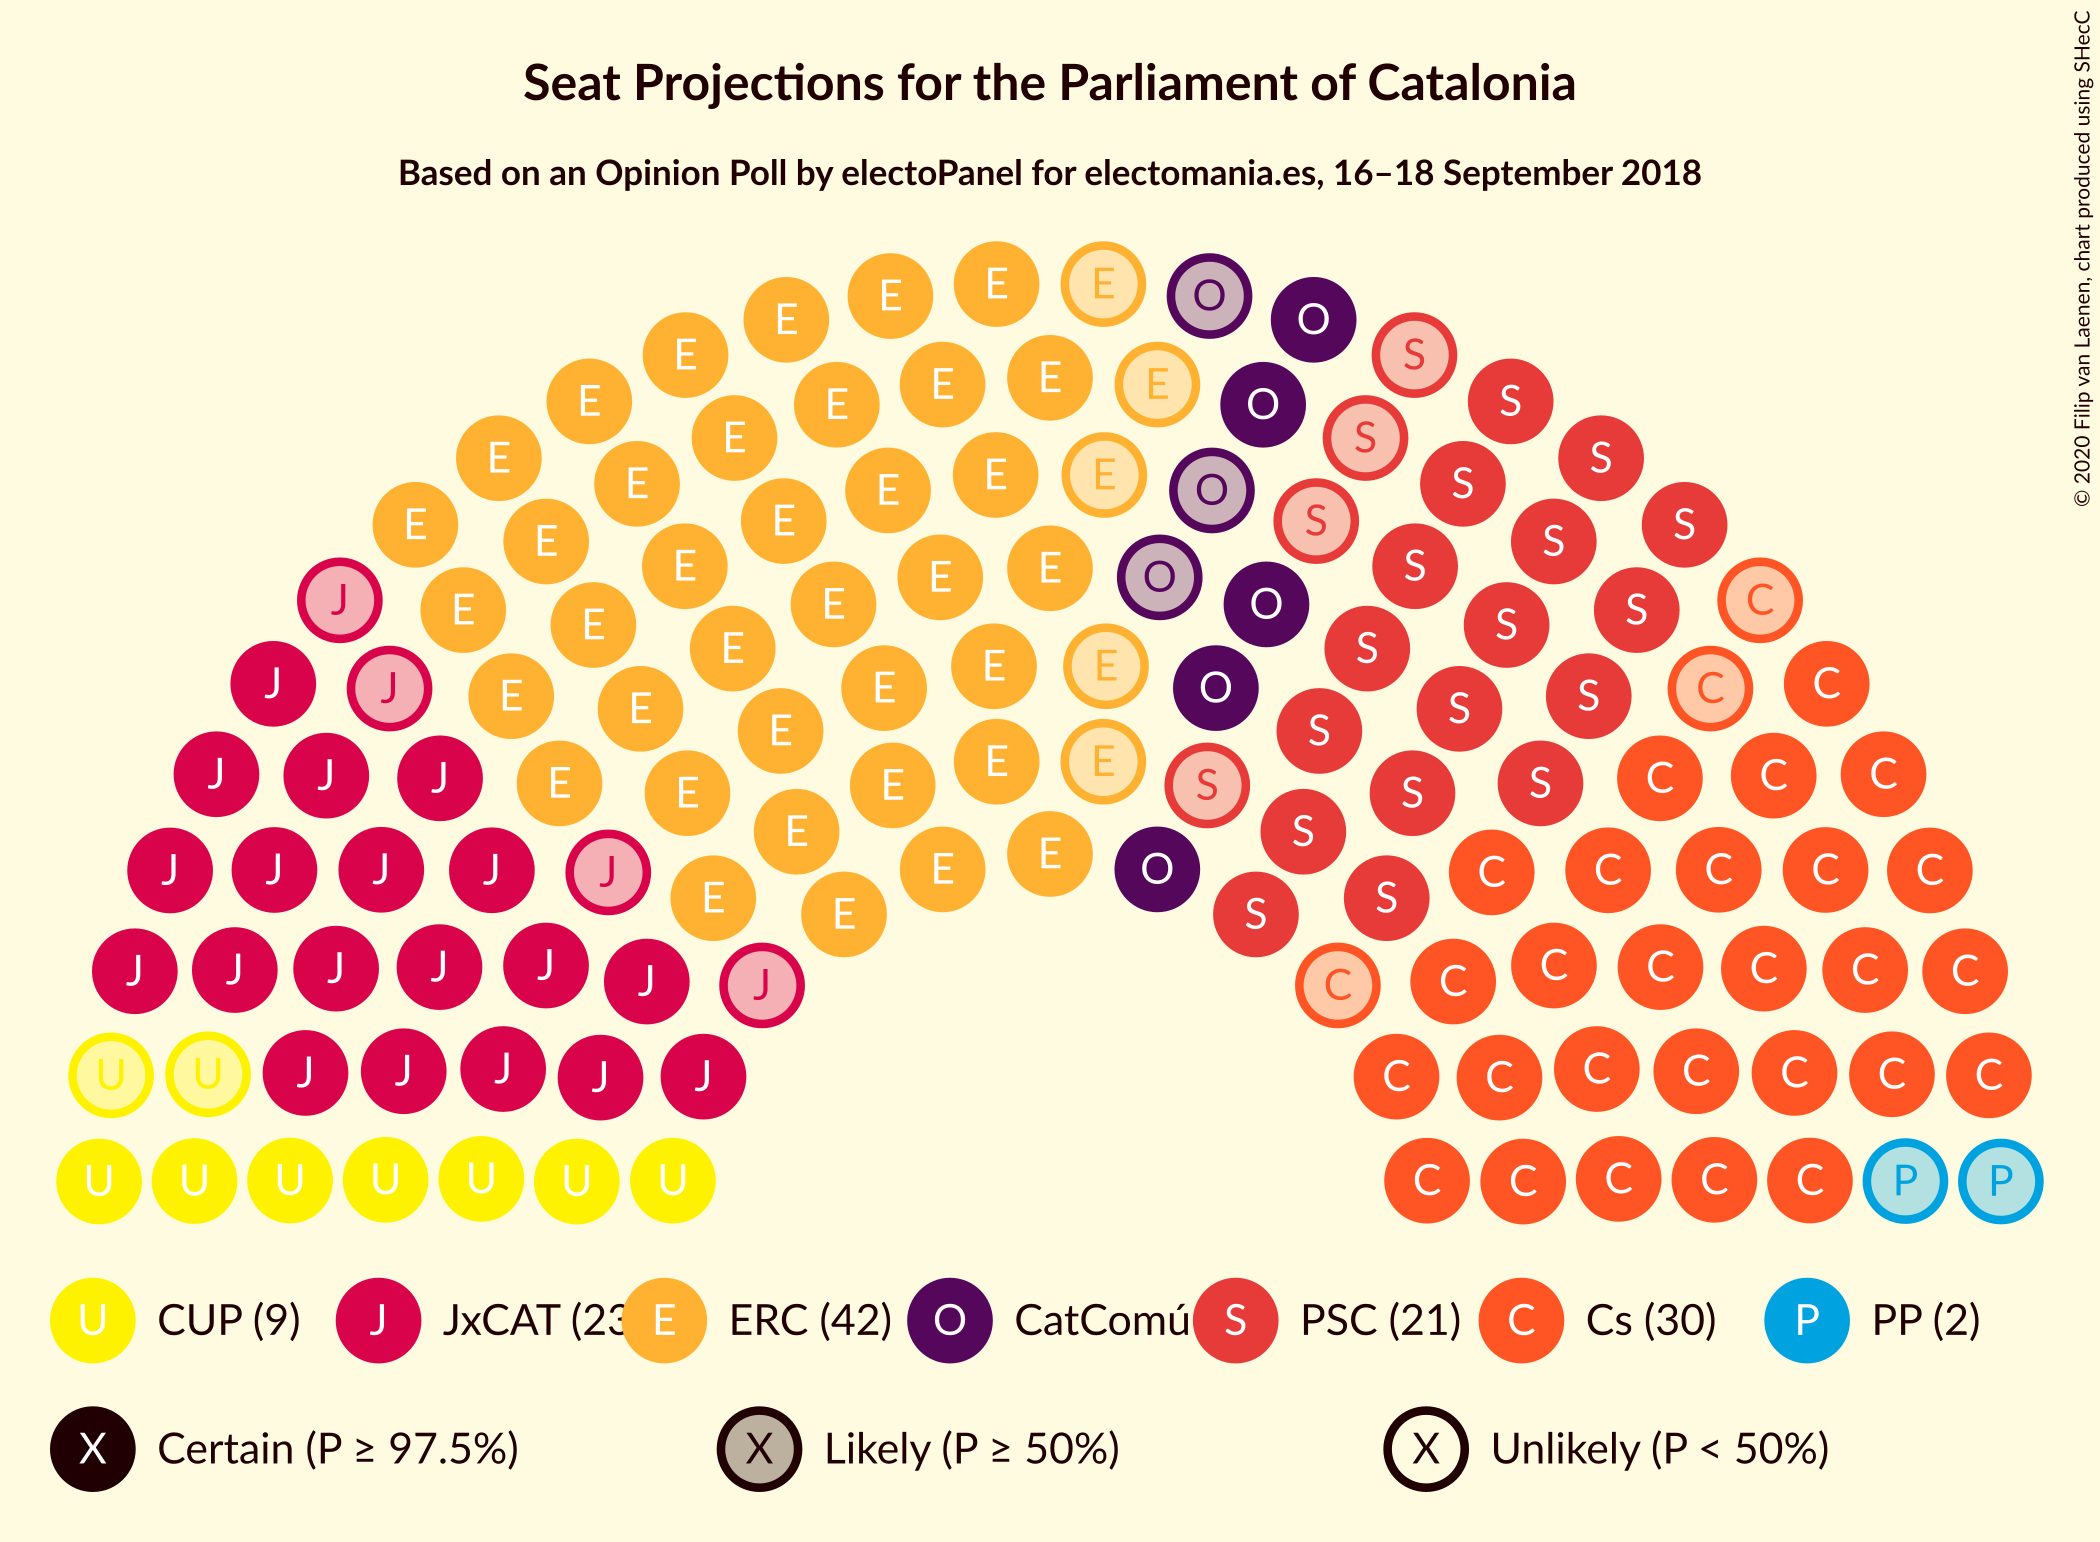 Seat Projections for the Parliament of Catalonia
Based on an Opinion Poll by electoPanel for electomania.es, 16–18 September 2018
© 2020 Filip van Laenen, chart produced using SHecC
E E E O O S
E E E E O S S
E E E E E O S S S
E E E E E E O S S S S
J E E E E E O O S S S S C
J J E E E E E E O S S S S C C
J J J E E E E E E S S S S C C C
J J J J J E E E E O S S C C C C C
J J J J J J J C C C C C C C
U U J J J J J C C C C C C C
U U U U U U U C C C C C P P
U CUP (9) J JxCAT (23 E ERC (42) O CatComú S PSC (21) C Cs (30) P PP (2)
X Certain (P ≥ 97.5%) X Likely (P ≥ 50%) X Unlikely (P < 50%)